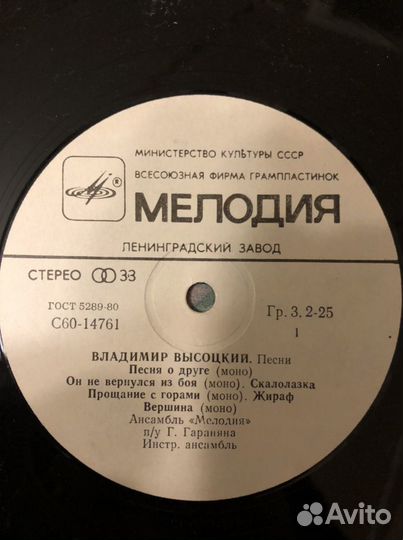 МИНИСТЕРСТВО КУЛЬТУРЫ СССР
ВСЕСОЮЗНАЯ ФИРМА ГРАМПЛАСТИНОК
®
МЕЛОДИЯ
ЛЕНИНГРАДСКИЙ ЗАВОД
СТЕРЕО 33
ГОСТ 5289-80
С60-14761
Гр. 3. 2-25
1
ВЛАДИМИР ВЫСОЦКИЙ. Песни
Песня о друге (моно)
Он не вернулся из боя (моно). Скалолазка
Прощание с горами (моно). Жираф
Вершина (моно)
Ансамбль «Мелодия»
п/у Г. Гараняна
Инстр. ансамбль
Avito